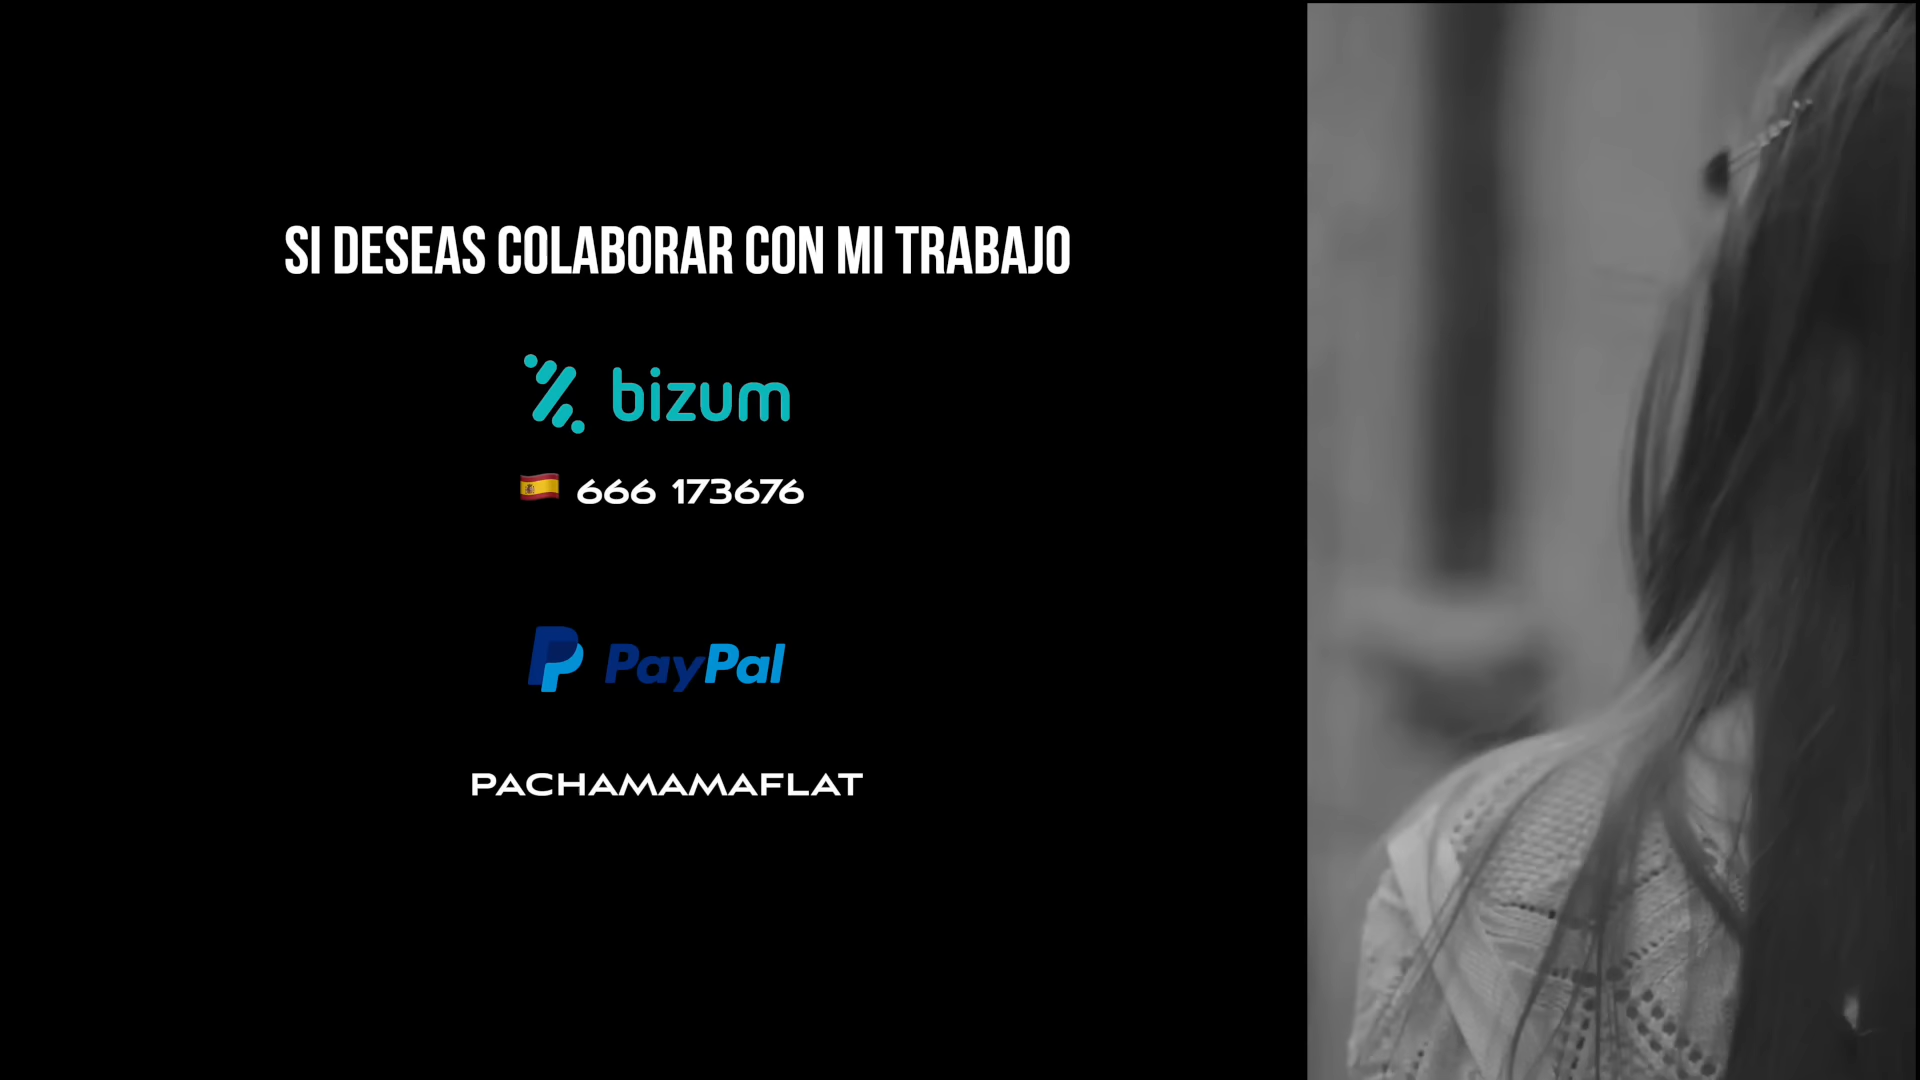 SI DESEAS COLABORAR CON MI TRABAJO
bizum
🇪🇸 666 173676
PayPal
PACHAMAMAFLAT